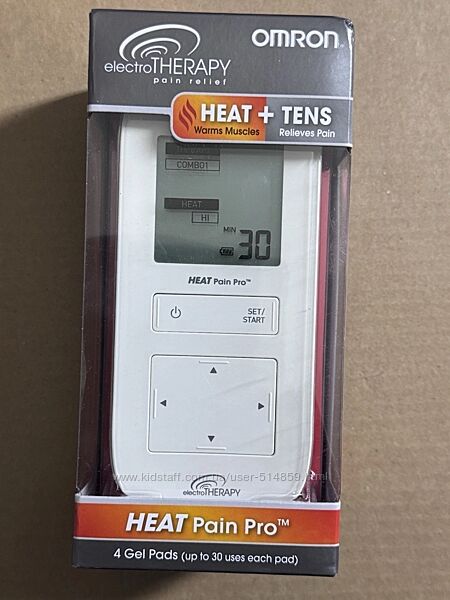 OMRON®
electroTHERAPY
pain relief
HEAT + TENS
Warms Muscles Relieves Pain
COMBO1
HEAT
HI
MIN
30
HEAT Pain Pro™
SET/
START
www.kidstaff.com.ua/user-514859.html
electroTHERAPY
HEAT Pain Pro™
4 Gel Pads (up to 30 uses each pad)